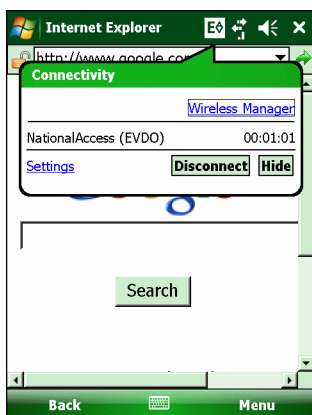 Internet Explorer
http://www.google.co
Connectivity
Wireless Manager
NationalAccess (EVDO) 00:01:01
Settings Disconnect Hide
Search
Back Menu